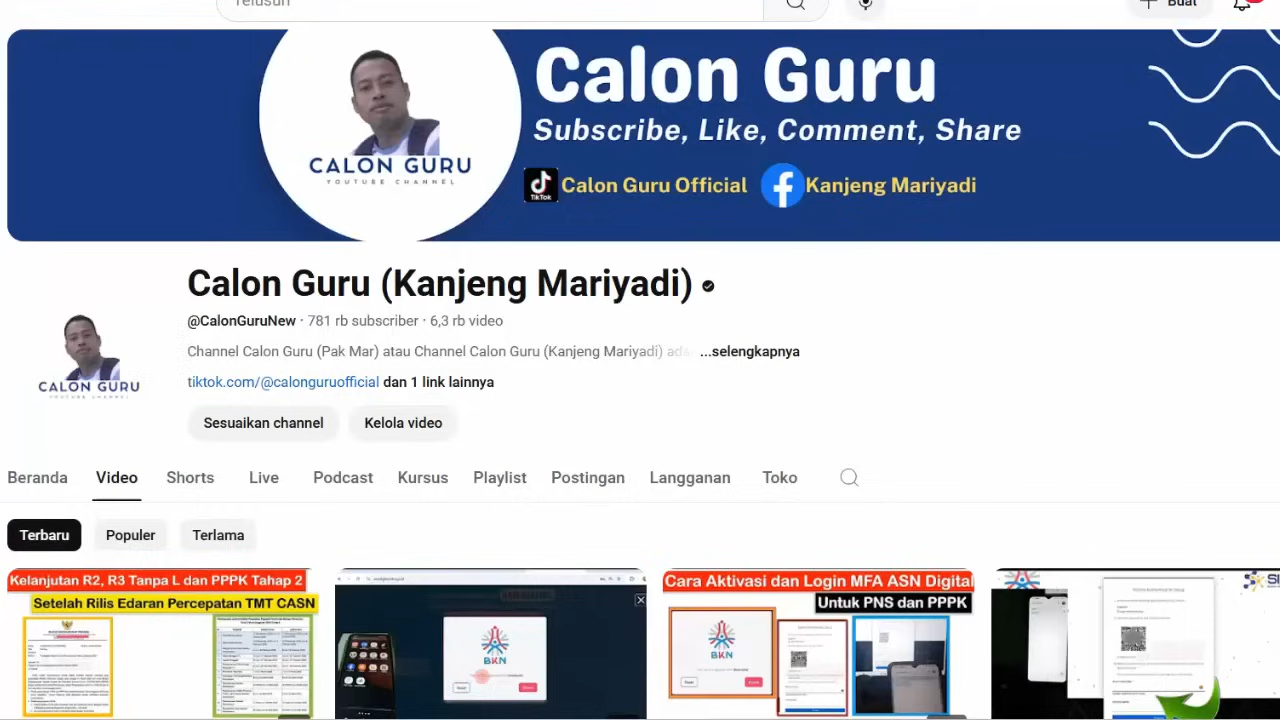 Telusuri
Buat
Calon Guru
Subscribe, Like, Comment, Share
CALON GURU
YOUTUBE CHANNEL
TikTok
Calon Guru Official
Kanjeng Mariyadi
Calon Guru (Kanjeng Mariyadi)
@CalonGuruNew · 781 rb subscriber · 6,3 rb video
Channel Calon Guru (Pak Mar) atau Channel Calon Guru (Kanjeng Mariyadi) ada ...selengkapnya
tiktok.com/@calonguruofficial dan 1 link lainnya
CALON GURU
YOUTUBE CHANNEL
Sesuaikan channel
Kelola video
Beranda
Video
Shorts
Live
Podcast
Kursus
Playlist
Postingan
Langganan
Toko
Terbaru
Populer
Terlama
Kelanjutan R2, R3 Tanpa L dan PPPK Tahap 2
Setelah Rilis Edaran Percepatan TMT CASN
BKN
Cara Aktivasi dan Login MFA ASN Digital
Untuk PNS dan PPPK
BKN